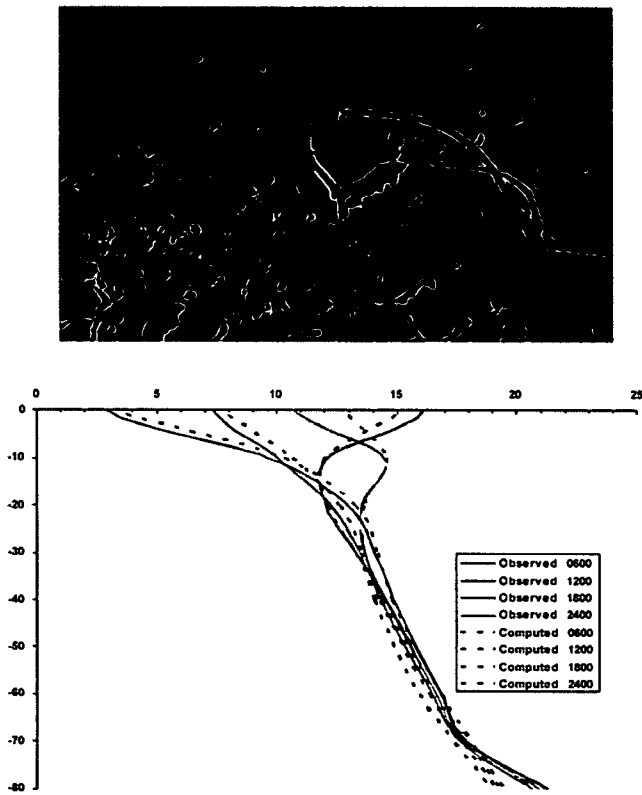 0 5 10 15 20 25
0
-10
-20
-30
-40
-50
-60
-70
-80
Observed 0600
Observed 1200
Observed 1800
Observed 2400
Computed 0600
Computed 1200
Computed 1800
Computed 2400